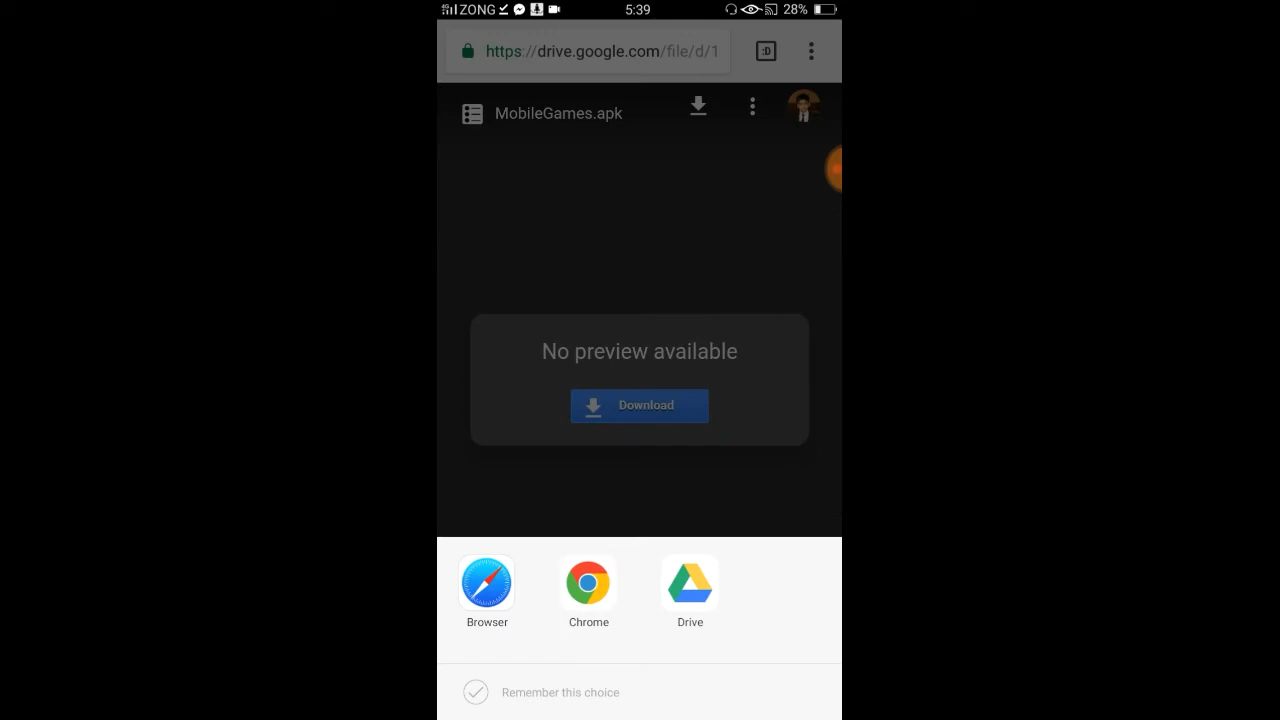 4G ZONG 5:39 28%
https://drive.google.com/file/d/1 :D
MobileGames.apk
No preview available
Download
Browser Chrome Drive
Remember this choice